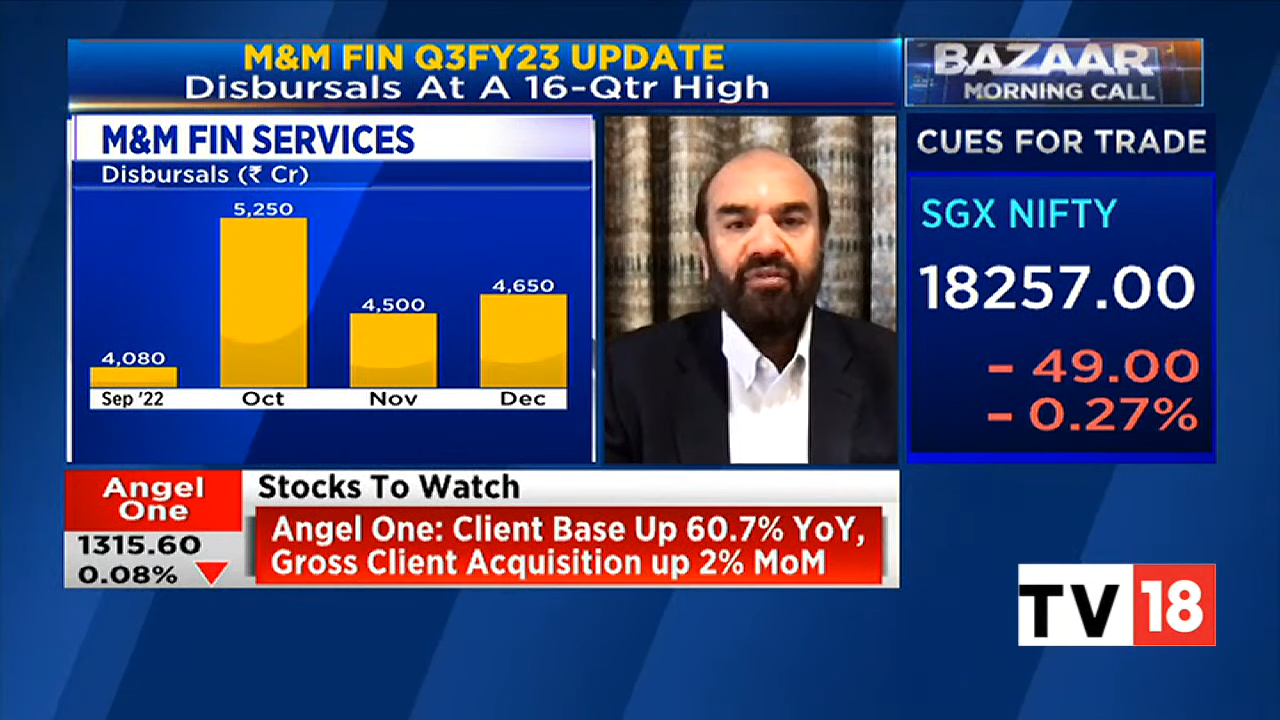 M&M FIN Q3FY23 UPDATE
Disbursals At A 16-Qtr High
BAZAAR
MORNING CALL
M&M FIN SERVICES
Disbursals (₹ Cr)
4,080
5,250
4,500
4,650
Sep '22
Oct
Nov
Dec
CUES FOR TRADE
SGX NIFTY
18257.00
- 49.00
- 0.27%
Angel
One
1315.60
0.08%
Stocks To Watch
Angel One: Client Base Up 60.7% YoY,
Gross Client Acquisition up 2% MoM
TV18